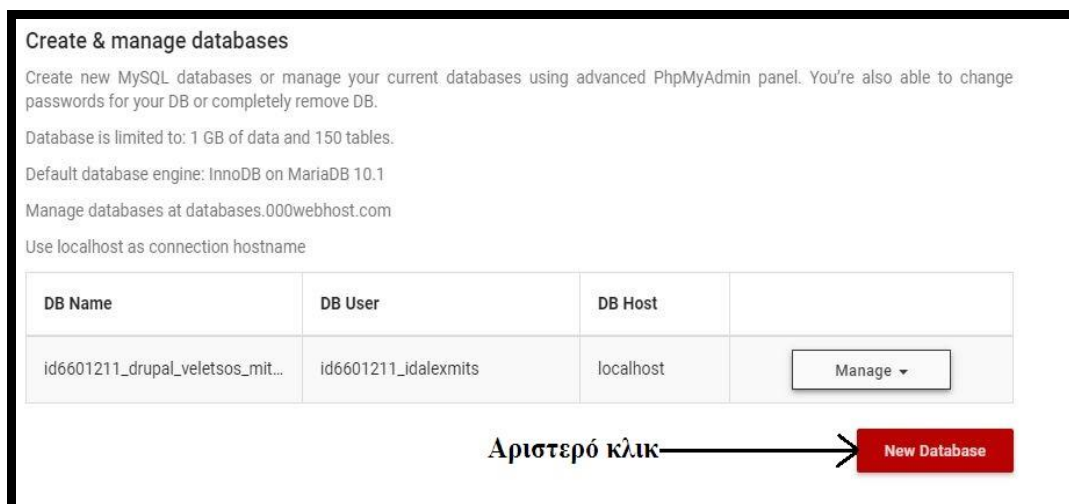 Create & manage databases
Create new MySQL databases or manage your current databases using advanced PhpMyAdmin panel. You're also able to change
passwords for your DB or completely remove DB.
Database is limited to: 1 GB of data and 150 tables.
Default database engine: InnoDB on MariaDB 10.1
Manage databases at databases.000webhost.com
Use localhost as connection hostname
DB Name DB User DB Host
id6601211_drupal_veletsos_mit... id6601211_idalexmits localhost Manage
Αριστερό κλικ New Database